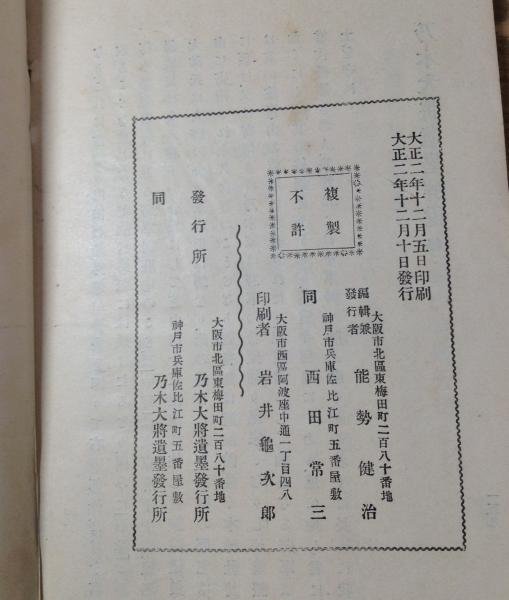 大正二年十二月五日印刷
大正二年十二月十日發行
複製
不許
大阪市北區東梅田町二百八十番地
編輯兼
發行者
能勢健治
神戸市兵庫佐比江町五番屋敷
同
西田常三
大阪市西區阿波座中通一丁目四八
印刷者
岩井龜次郎
發行所
大阪市北區東梅田町二百八十番地
乃木大將遺墨發行所
同
神戸市兵庫佐比江町五番屋敷
乃木大將遺墨發行所